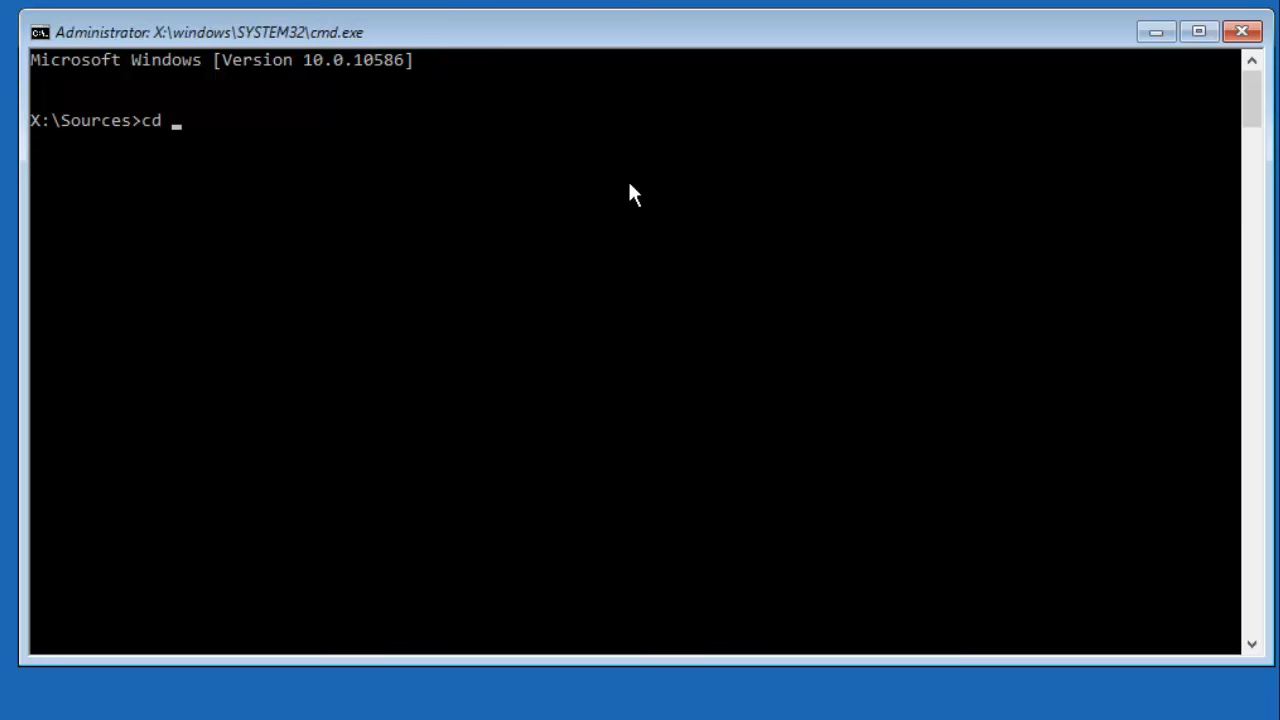 Administrator: X:\windows\SYSTEM32\cmd.exe
Microsoft Windows [Version 10.0.10586]
X:\Sources>cd _